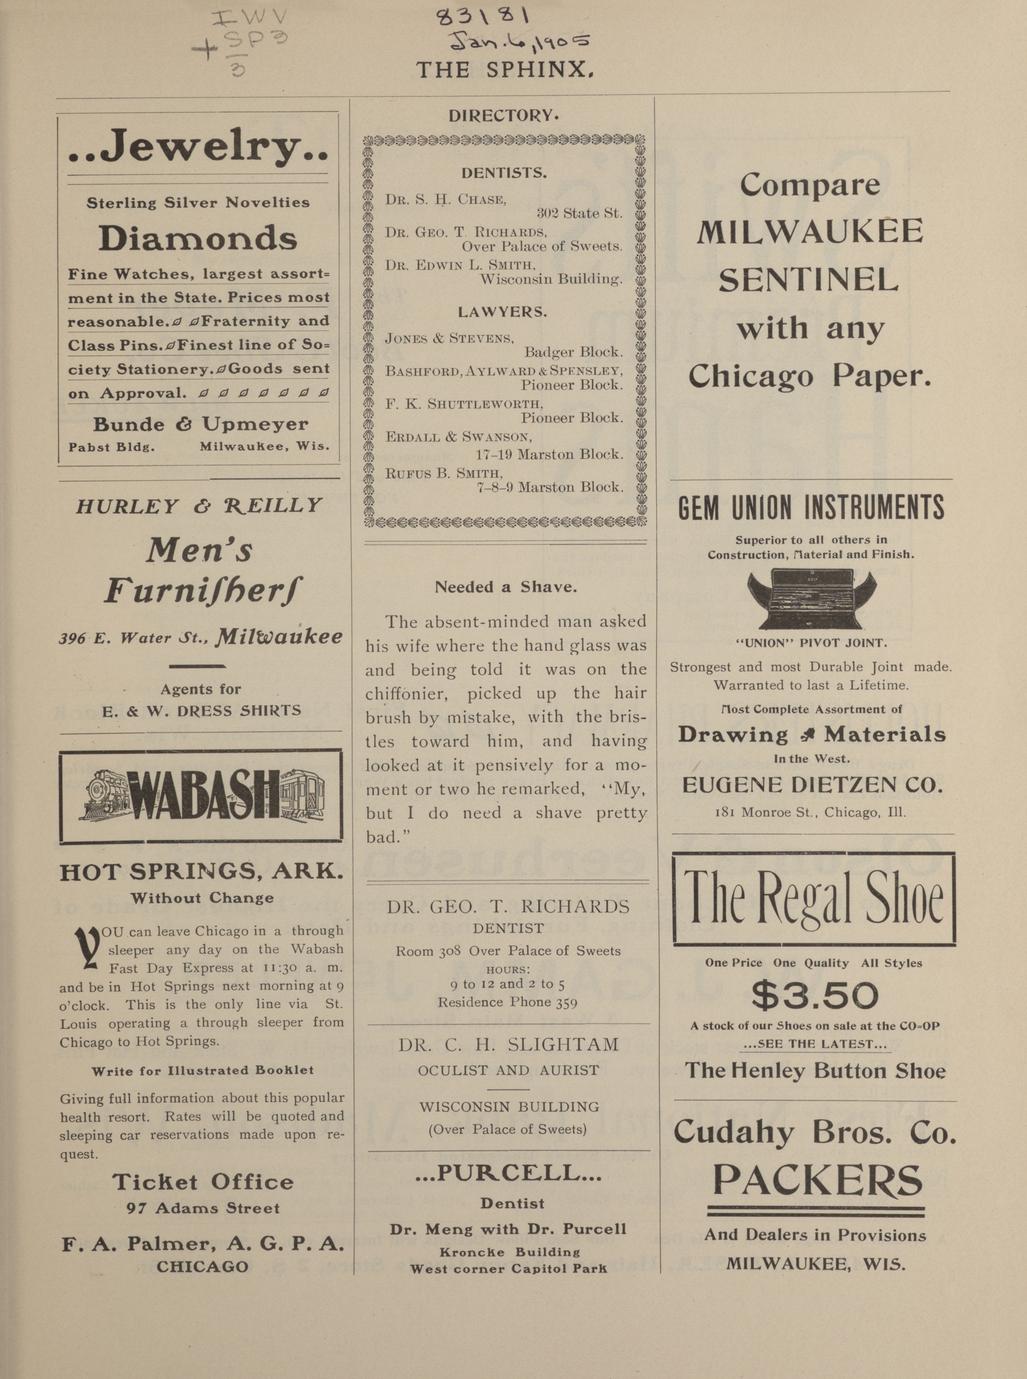 IWV
+ SP3
3
83181
Jan. 6, 1905
THE SPHINX.
..Jewelry..
Sterling Silver Novelties
Diamonds
Fine Watches, largest assort=
ment in the State. Prices most
reasonable. Fraternity and
Class Pins. Finest line of So=
ciety Stationery. Goods sent
on Approval.
Bunde & Upmeyer
Pabst Bldg. Milwaukee, Wis.
HURLEY & REILLY
Men's
Furniſherſ
396 E. Water St., Milwaukee
Agents for
E. & W. DRESS SHIRTS
WABASH
HOT SPRINGS, ARK.
Without Change
YOU can leave Chicago in a through
sleeper any day on the Wabash
Fast Day Express at 11:30 a. m.
and be in Hot Springs next morning at 9
o'clock. This is the only line via St.
Louis operating a through sleeper from
Chicago to Hot Springs.
Write for Illustrated Booklet
Giving full information about this popular
health resort. Rates will be quoted and
sleeping car reservations made upon re-
quest.
Ticket Office
97 Adams Street
F. A. Palmer, A. G. P. A.
CHICAGO
DIRECTORY.
DENTISTS.
DR. S. H. CHASE,
302 State St.
DR. GEO. T. RICHARDS,
Over Palace of Sweets.
DR. EDWIN L. SMITH,
Wisconsin Building.
LAWYERS.
JONES & STEVENS,
Badger Block.
BASHFORD, AYLWARD & SPENSLEY,
Pioneer Block.
F. K. SHUTTLEWORTH,
Pioneer Block.
ERDALL & SWANSON,
17-19 Marston Block.
RUFUS B. SMITH,
7-8-9 Marston Block.
Needed a Shave.
The absent-minded man asked
his wife where the hand glass was
and being told it was on the
chiffonier, picked up the hair
brush by mistake, with the bris-
tles toward him, and having
looked at it pensively for a mo-
ment or two he remarked, "My,
but I do need a shave pretty
bad."
DR. GEO. T. RICHARDS
DENTIST
Room 308 Over Palace of Sweets
HOURS:
9 to 12 and 2 to 5
Residence Phone 359
DR. C. H. SLIGHTAM
OCULIST AND AURIST
WISCONSIN BUILDING
(Over Palace of Sweets)
...PURCELL...
Dentist
Dr. Meng with Dr. Purcell
Kroncke Building
West corner Capitol Park
Compare
MILWAUKEE
SENTINEL
with any
Chicago Paper.
GEM UNION INSTRUMENTS
Superior to all others in
Construction, Material and Finish.
"UNION" PIVOT JOINT.
Strongest and most Durable Joint made.
Warranted to last a Lifetime.
Most Complete Assortment of
Drawing Materials
In the West.
EUGENE DIETZEN CO.
181 Monroe St., Chicago, Ill.
The Regal Shoe
One Price One Quality All Styles
$3.50
A stock of our Shoes on sale at the CO=OP
...SEE THE LATEST...
The Henley Button Shoe
Cudahy Bros. Co.
PACKERS
And Dealers in Provisions
MILWAUKEE, WIS.